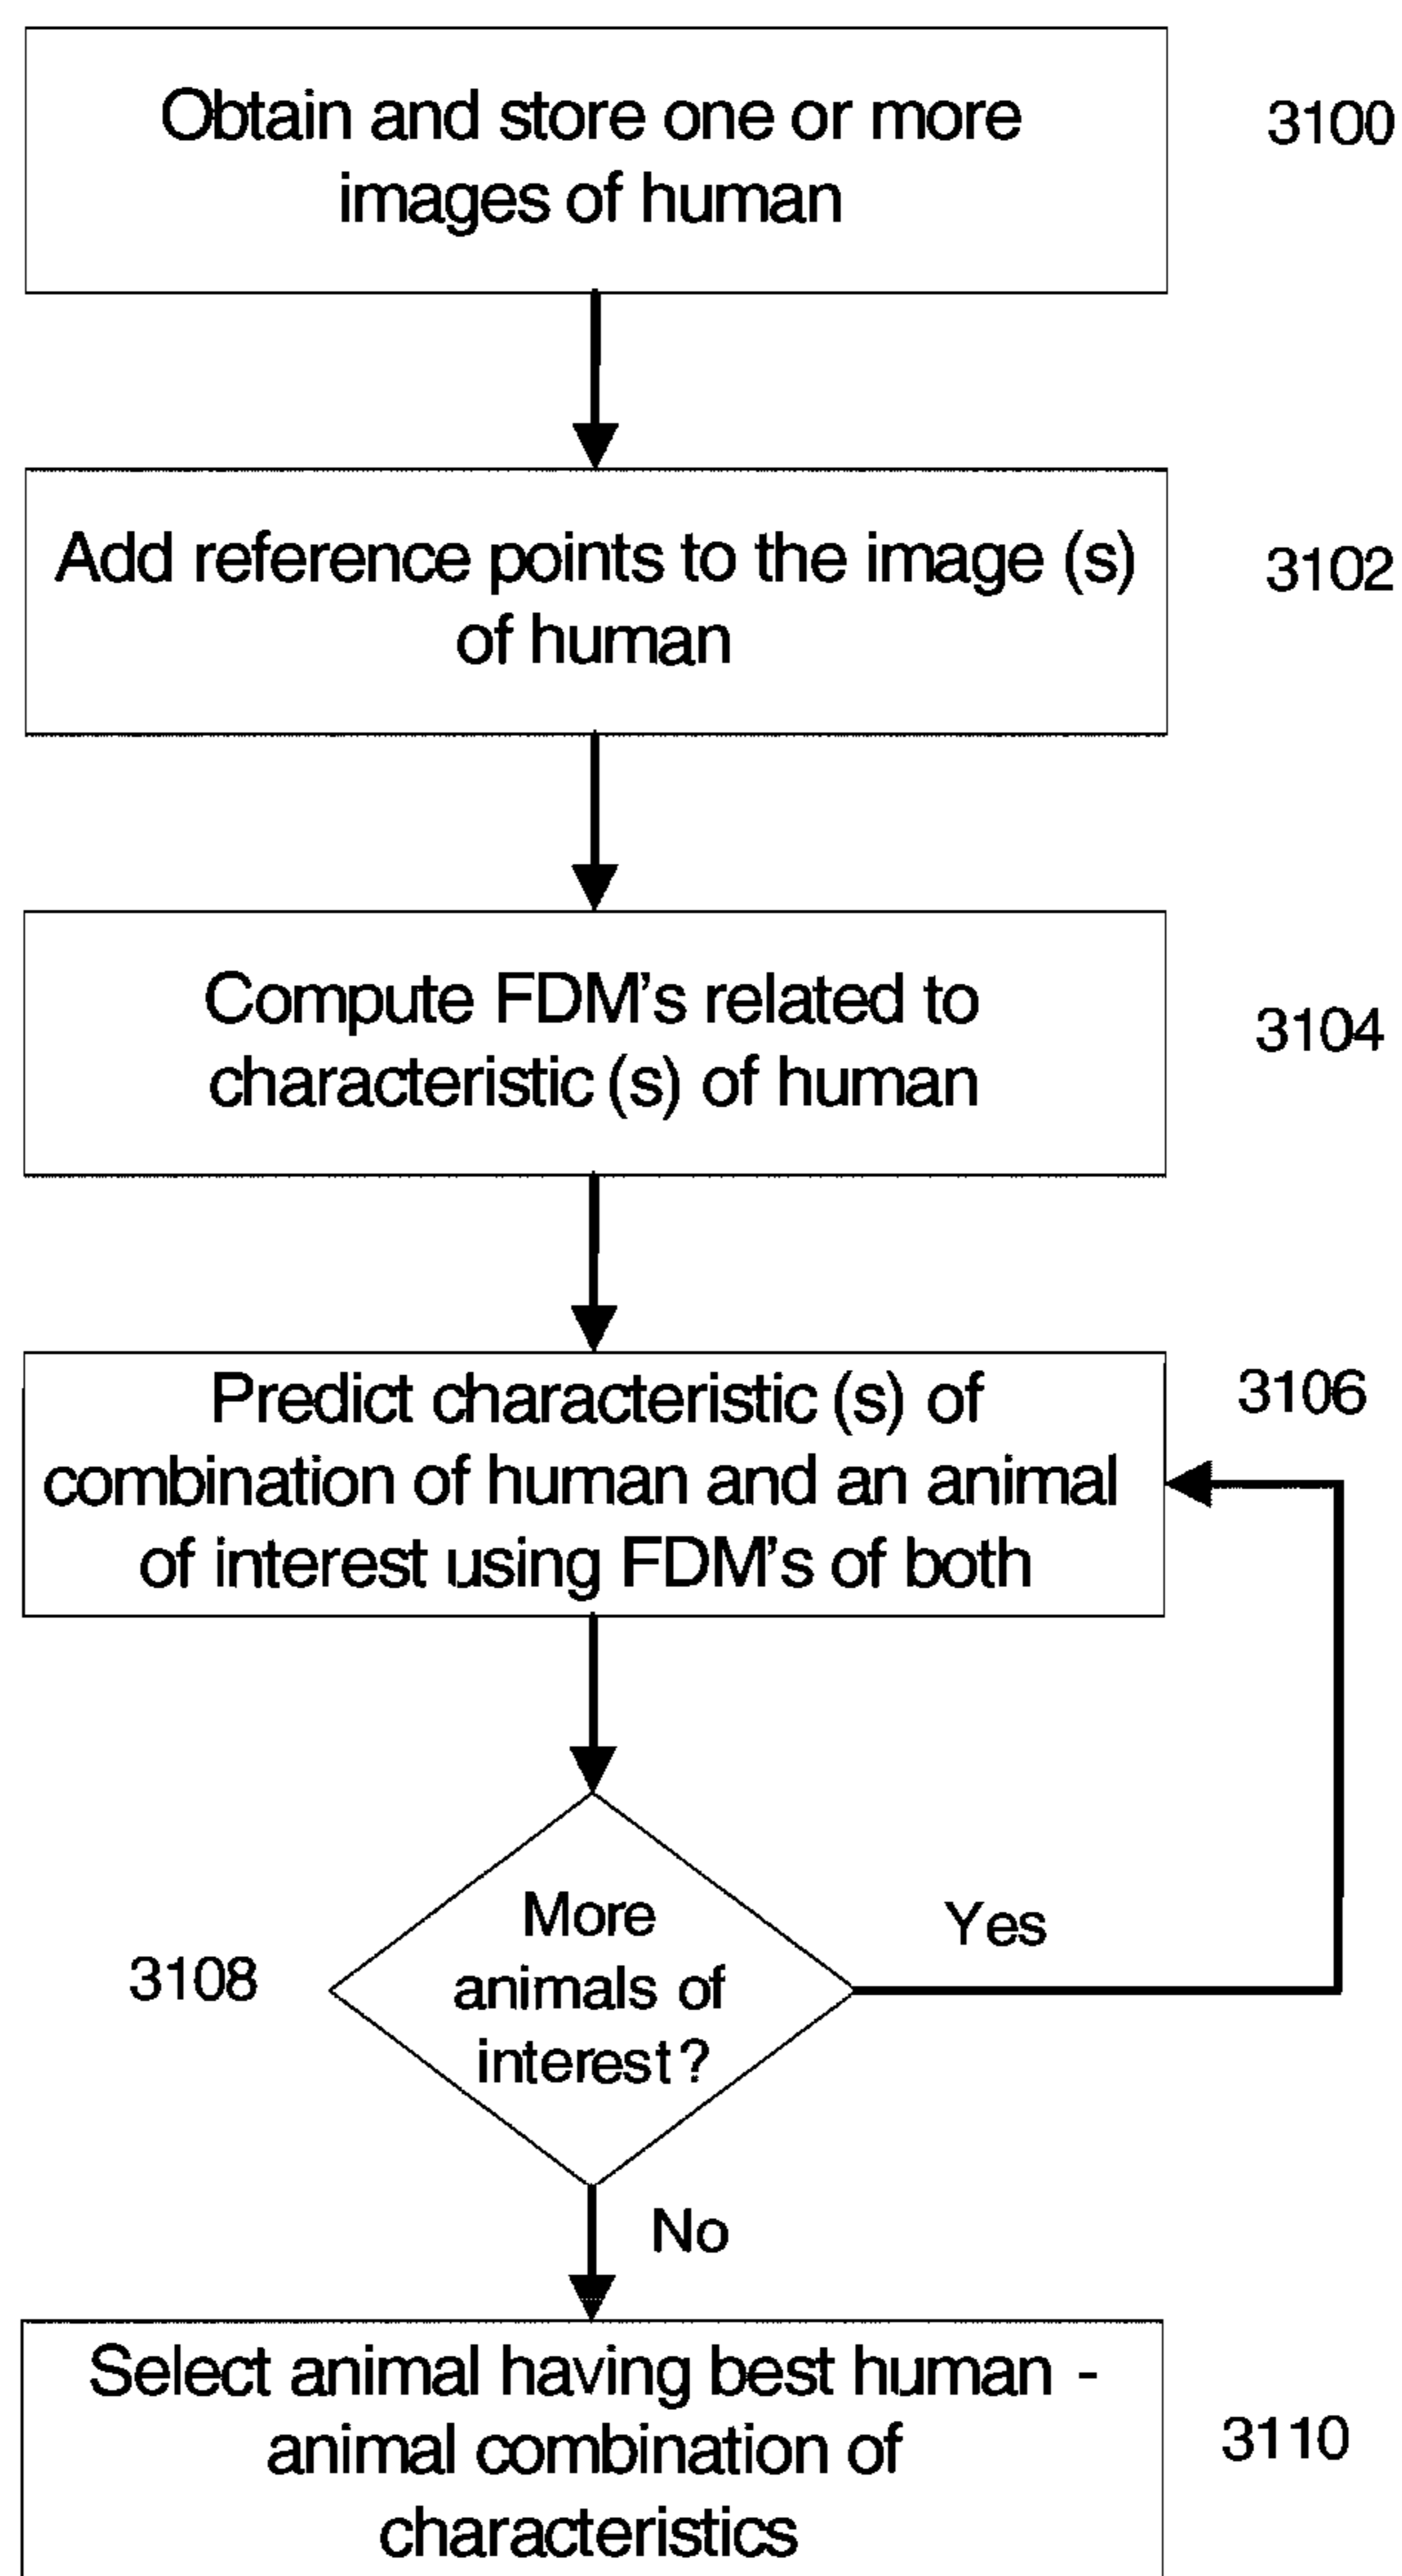 Obtain and store one or more
images of human
3100
Add reference points to the image (s)
of human
3102
Compute FDM's related to
characteristic (s) of human
3104
Predict characteristic (s) of
combination of human and an animal
of interest using FDM's of both
3106
More
animals of
interest?
3108
Yes
No
Select animal having best human -
animal combination of
characteristics
3110